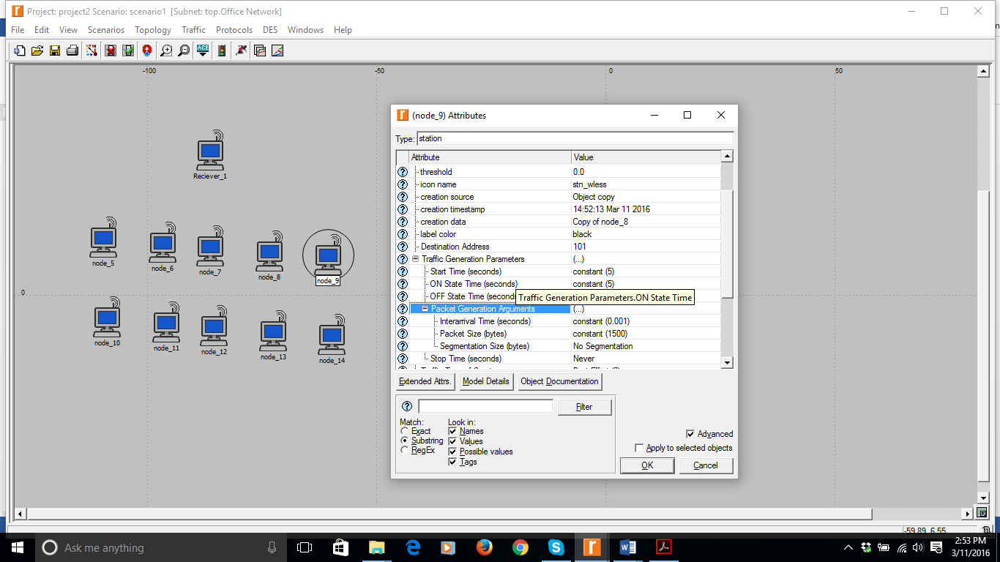 Project: project2 Scenario: scenario1 [Subnet: top.Office Network]
File Edit View Scenarios Topology Traffic Protocols DES Windows Help
ACE
-100 -50 0 50
0
Reciever_1
node_5
node_6
node_7
node_8
node_9
node_10
node_11
node_12
node_13
node_14
(node_9) Attributes
Type: station
Attribute Value
threshold 0.0
icon name stn_wless
creation source Object copy
creation timestamp 14:52:13 Mar 11 2016
creation data Copy of node_8
label color black
Destination Address 101
Traffic Generation Parameters (...)
Start Time (seconds) constant (5)
ON State Time (seconds) constant (5)
OFF State Time
Traffic Generation Parameters.ON State Time
Packet Generation Arguments (...)
Interarrival Time (seconds) constant (0.001)
Packet Size (bytes) constant (1500)
Segmentation Size (bytes) No Segmentation
Stop Time (seconds) Never
Extended Attrs. Model Details Object Documentation
Filter
Match: Look in:
Exact Names
Substring Values
RegEx Possible values
Tags
Advanced
Apply to selected objects
OK Cancel
-59.89, 6.55
Ask me anything
2:53 PM
3/11/2016